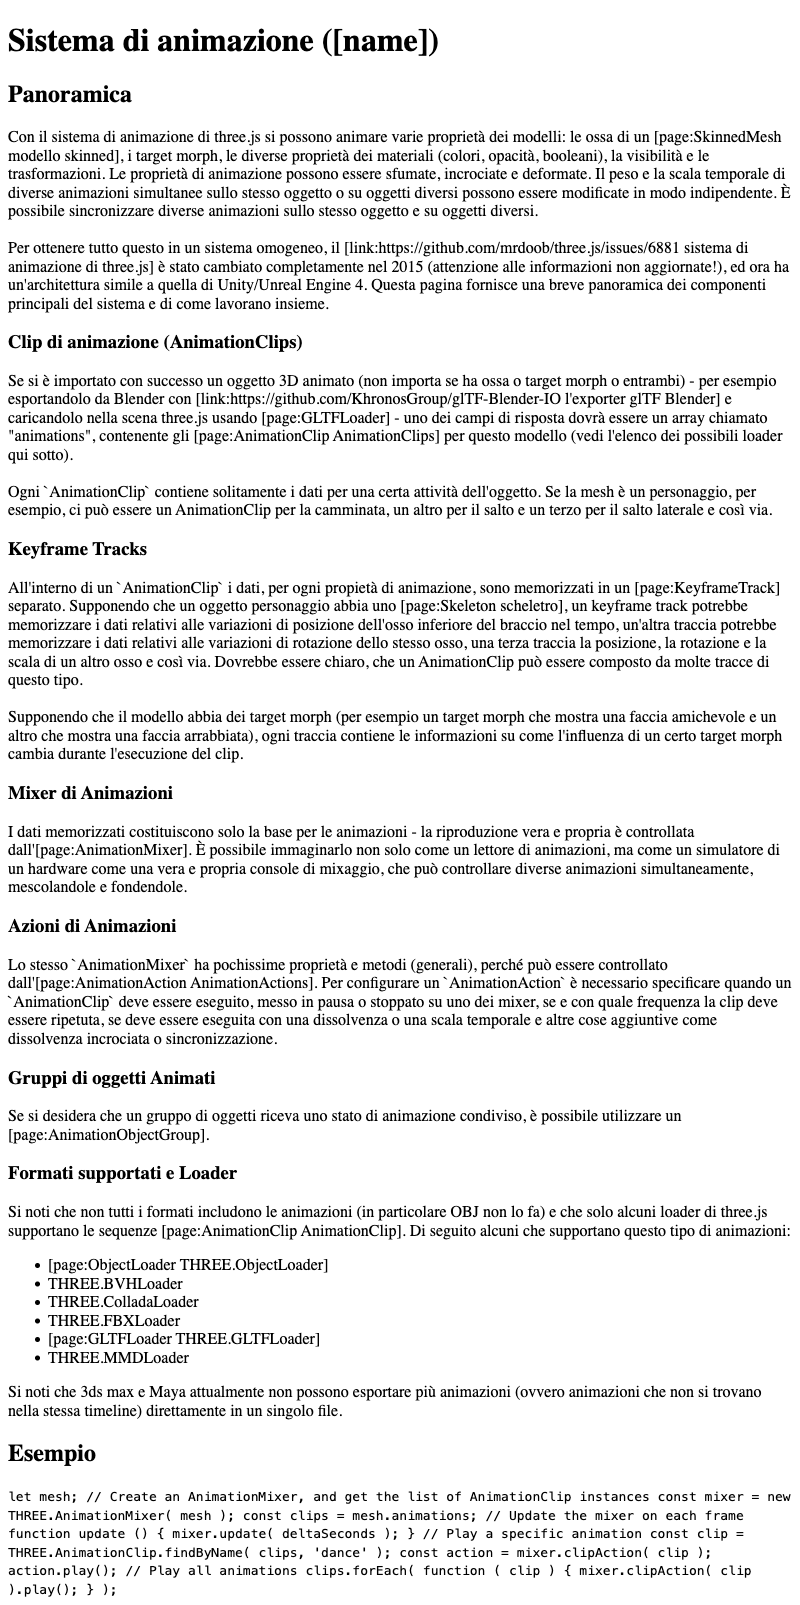 Sistema di animazione ([name])
Panoramica
Con il sistema di animazione di three.js si possono animare varie proprietà dei modelli: le ossa di un [page:SkinnedMesh
modello skinned], i target morph, le diverse proprietà dei materiali (colori, opacità, booleani), la visibilità e le
trasformazioni. Le proprietà di animazione possono essere sfumate, incrociate e deformate. Il peso e la scala temporale di
diverse animazioni simultanee sullo stesso oggetto o su oggetti diversi possono essere modificate in modo indipendente. È
possibile sincronizzare diverse animazioni sullo stesso oggetto e su oggetti diversi.
Per ottenere tutto questo in un sistema omogeneo, il [link:https://github.com/mrdoob/three.js/issues/6881 sistema di
animazione di three.js] è stato cambiato completamente nel 2015 (attenzione alle informazioni non aggiornate!), ed ora ha
un'architettura simile a quella di Unity/Unreal Engine 4. Questa pagina fornisce una breve panoramica dei componenti
principali del sistema e di come lavorano insieme.
Clip di animazione (AnimationClips)
Se si è importato con successo un oggetto 3D animato (non importa se ha ossa o target morph o entrambi) - per esempio
esportandolo da Blender con [link:https://github.com/KhronosGroup/glTF-Blender-IO l'exporter glTF Blender] e
caricandolo nella scena three.js usando [page:GLTFLoader] - uno dei campi di risposta dovrà essere un array chiamato
"animations", contenente gli [page:AnimationClip AnimationClips] per questo modello (vedi l'elenco dei possibili loader
qui sotto).
Ogni `AnimationClip` contiene solitamente i dati per una certa attività dell'oggetto. Se la mesh è un personaggio, per
esempio, ci può essere un AnimationClip per la camminata, un altro per il salto e un terzo per il salto laterale e così via.
Keyframe Tracks
All'interno di un `AnimationClip` i dati, per ogni propietà di animazione, sono memorizzati in un [page:KeyframeTrack]
separato. Supponendo che un oggetto personaggio abbia uno [page:Skeleton scheletro], un keyframe track potrebbe
memorizzare i dati relativi alle variazioni di posizione dell'osso inferiore del braccio nel tempo, un'altra traccia potrebbe
memorizzare i dati relativi alle variazioni di rotazione dello stesso osso, una terza traccia la posizione, la rotazione e la
scala di un altro osso e così via. Dovrebbe essere chiaro, che un AnimationClip può essere composto da molte tracce di
questo tipo.
Supponendo che il modello abbia dei target morph (per esempio un target morph che mostra una faccia amichevole e un
altro che mostra una faccia arrabbiata), ogni traccia contiene le informazioni su come l'influenza di un certo target morph
cambia durante l'esecuzione del clip.
Mixer di Animazioni
I dati memorizzati costituiscono solo la base per le animazioni - la riproduzione vera e propria è controllata
dall'[page:AnimationMixer]. È possibile immaginarlo non solo come un lettore di animazioni, ma come un simulatore di
un hardware come una vera e propria console di mixaggio, che può controllare diverse animazioni simultaneamente,
mescolandole e fondendole.
Azioni di Animazioni
Lo stesso `AnimationMixer` ha pochissime proprietà e metodi (generali), perché può essere controllato
dall'[page:AnimationAction AnimationActions]. Per configurare un `AnimationAction` è necessario specificare quando un
`AnimationClip` deve essere eseguito, messo in pausa o stoppato su uno dei mixer, se e con quale frequenza la clip deve
essere ripetuta, se deve essere eseguita con una dissolvenza o una scala temporale e altre cose aggiuntive come
dissolvenza incrociata o sincronizzazione.
Gruppi di oggetti Animati
Se si desidera che un gruppo di oggetti riceva uno stato di animazione condiviso, è possibile utilizzare un
[page:AnimationObjectGroup].
Formati supportati e Loader
Si noti che non tutti i formati includono le animazioni (in particolare OBJ non lo fa) e che solo alcuni loader di three.js
supportano le sequenze [page:AnimationClip AnimationClip]. Di seguito alcuni che supportano questo tipo di animazioni:
• [page:ObjectLoader THREE.ObjectLoader]
• THREE.BVHLoader
• THREE.ColladaLoader
• THREE.FBXLoader
• [page:GLTFLoader THREE.GLTFLoader]
• THREE.MMDLoader
Si noti che 3ds max e Maya attualmente non possono esportare più animazioni (ovvero animazioni che non si trovano
nella stessa timeline) direttamente in un singolo file.
Esempio
let mesh; // Create an AnimationMixer, and get the list of AnimationClip instances const mixer = new
THREE.AnimationMixer( mesh ); const clips = mesh.animations; // Update the mixer on each frame
function update () { mixer.update( deltaSeconds ); } // Play a specific animation const clip =
THREE.AnimationClip.findByName( clips, 'dance' ); const action = mixer.clipAction( clip );
action.play(); // Play all animations clips.forEach( function ( clip ) { mixer.clipAction( clip
).play(); } );